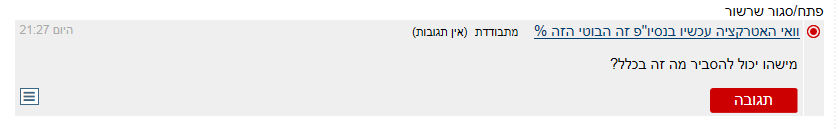 פתח/סגור שרשור
וואי האטרקציה עכשיו בנסיו"פ זה הבוטי הזה % מתבודדת (אין תגובות) היום 21:27
מישהו יכול להסביר מה זה בכלל?
תגובה